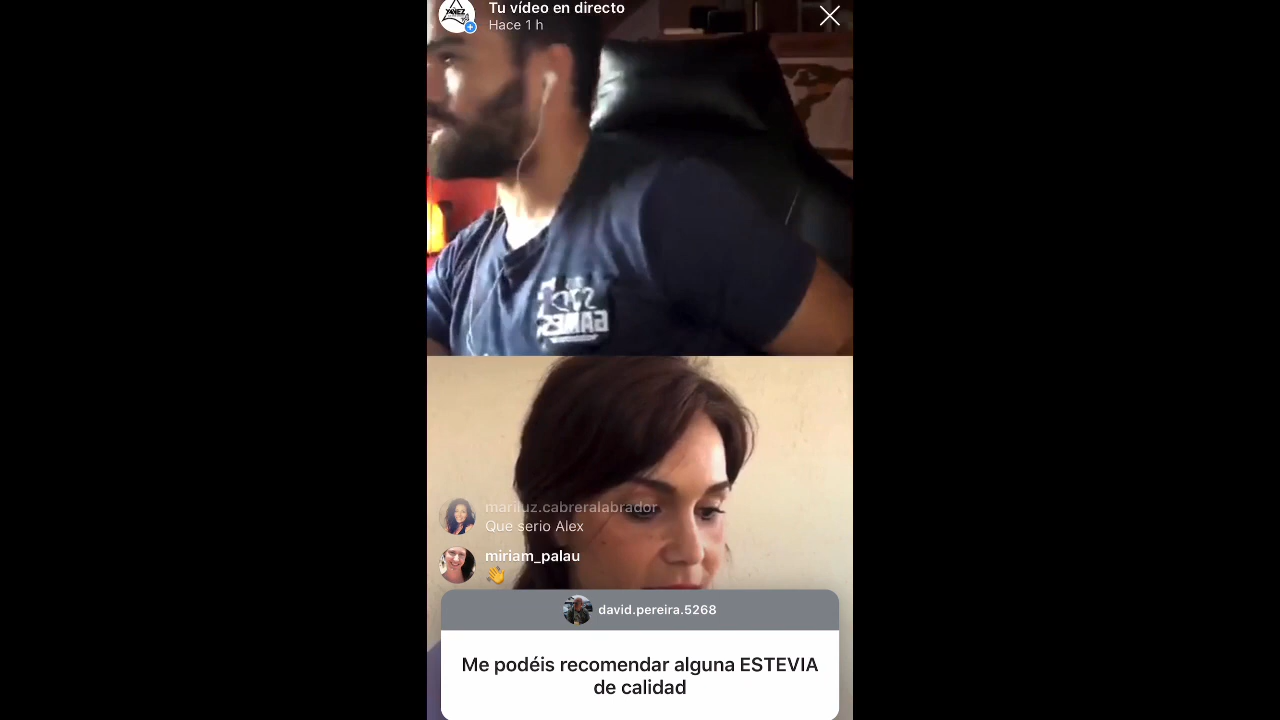 YAÑEZ
Tu vídeo en directo
Hace 1 h
mariluz.cabreralabrador
Que serio Alex
miriam_palau
👋
david.pereira.5268
Me podéis recomendar alguna ESTEVIA
de calidad